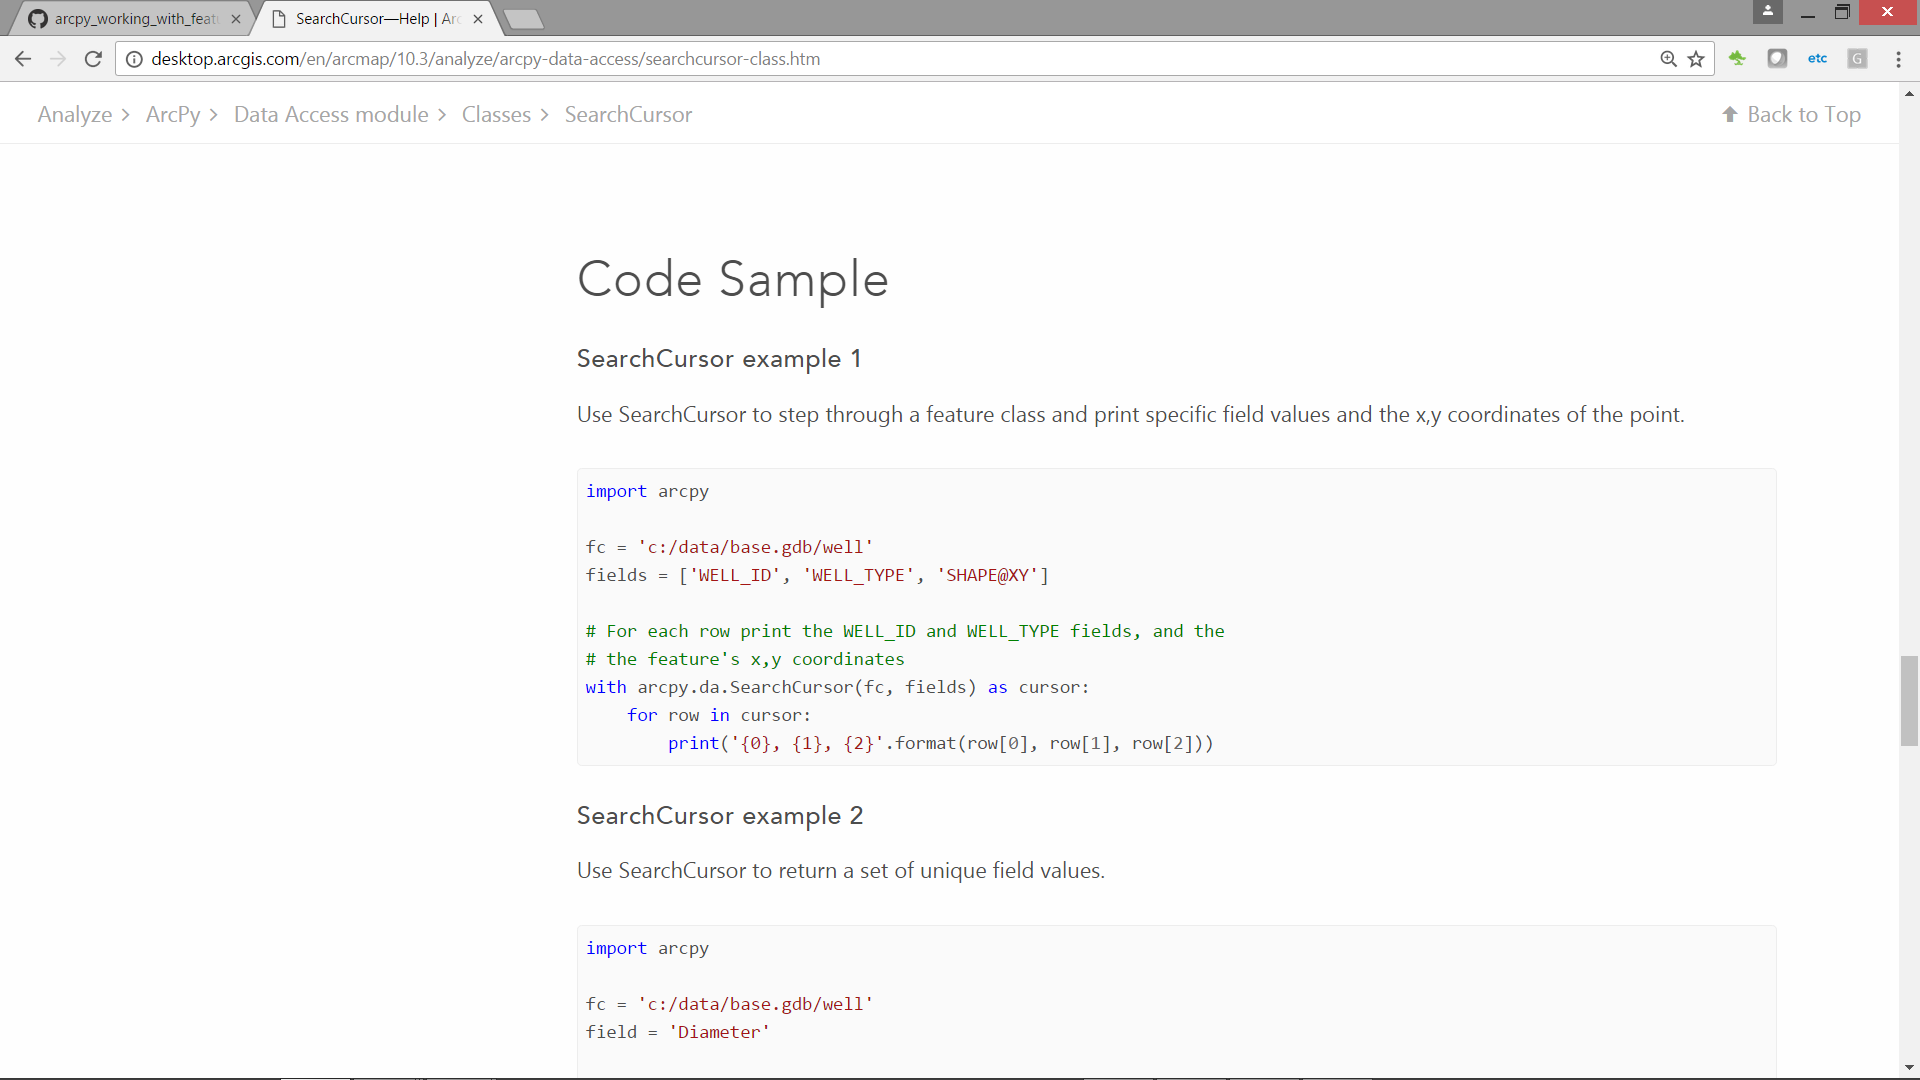 arcpy_working_with_feat
SearchCursor—Help | Arc
desktop.arcgis.com/en/arcmap/10.3/analyze/arcpy-data-access/searchcursor-class.htm
etc
G
Analyze > ArcPy > Data Access module > Classes > SearchCursor
Back to Top
Code Sample
SearchCursor example 1
Use SearchCursor to step through a feature class and print specific field values and the x,y coordinates of the point.
import arcpy
fc = 'c:/data/base.gdb/well'
fields = ['WELL_ID', 'WELL_TYPE', 'SHAPE@XY']
# For each row print the WELL_ID and WELL_TYPE fields, and the
# the feature's x,y coordinates
with arcpy.da.SearchCursor(fc, fields) as cursor:
    for row in cursor:
        print('{0}, {1}, {2}'.format(row[0], row[1], row[2]))
SearchCursor example 2
Use SearchCursor to return a set of unique field values.
import arcpy
fc = 'c:/data/base.gdb/well'
field = 'Diameter'